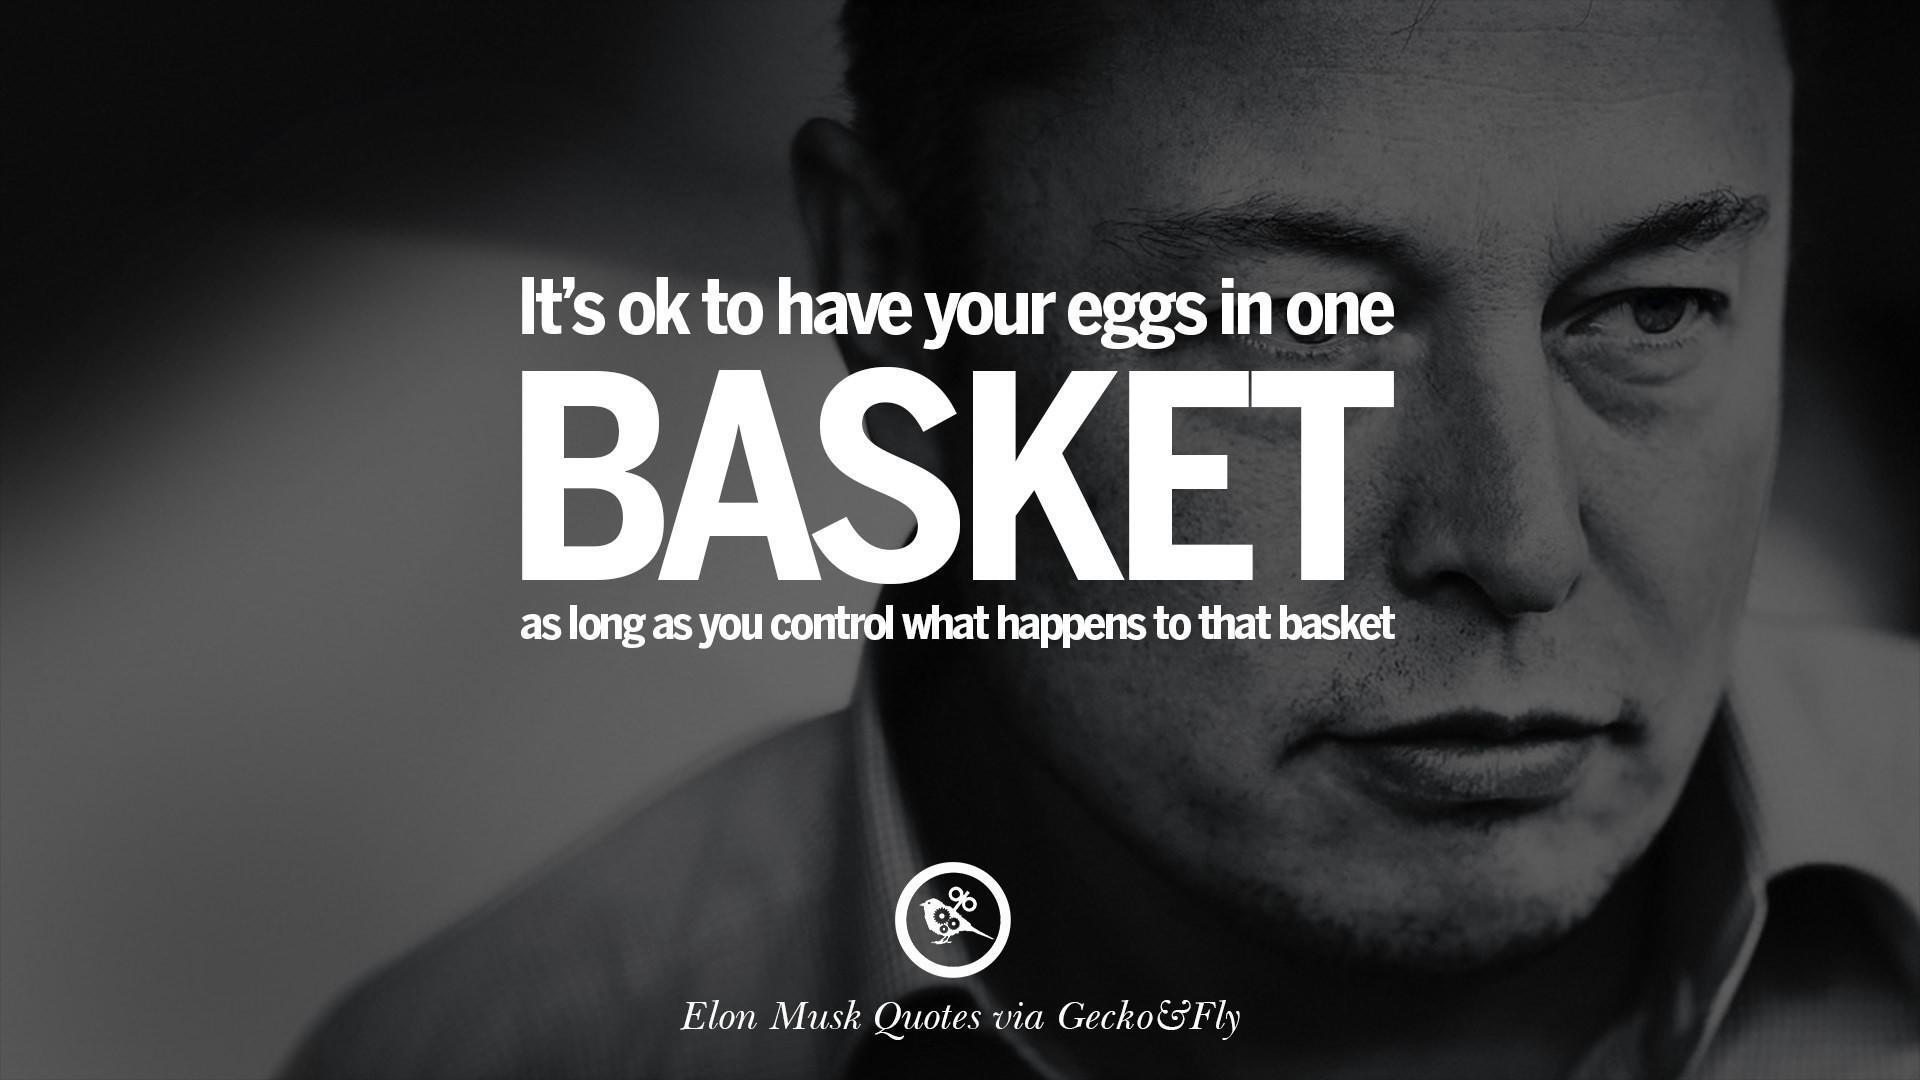 It’s ok to have your eggs in one
BASKET
as long as you control what happens to that basket
Elon Musk Quotes via Gecko&Fly